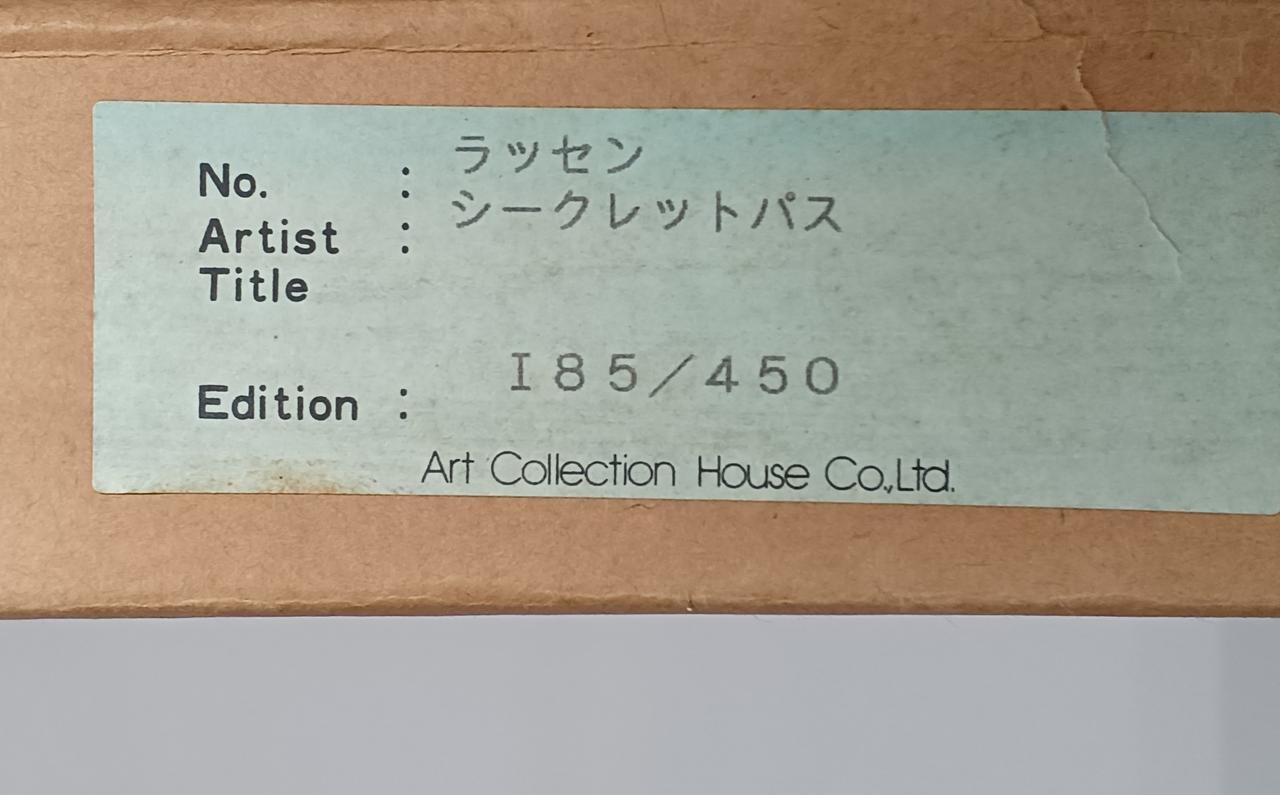 No. : ラッセン
Artist : シークレットパス
Title
Edition : I85/450
Art Collection House Co.,Ltd.